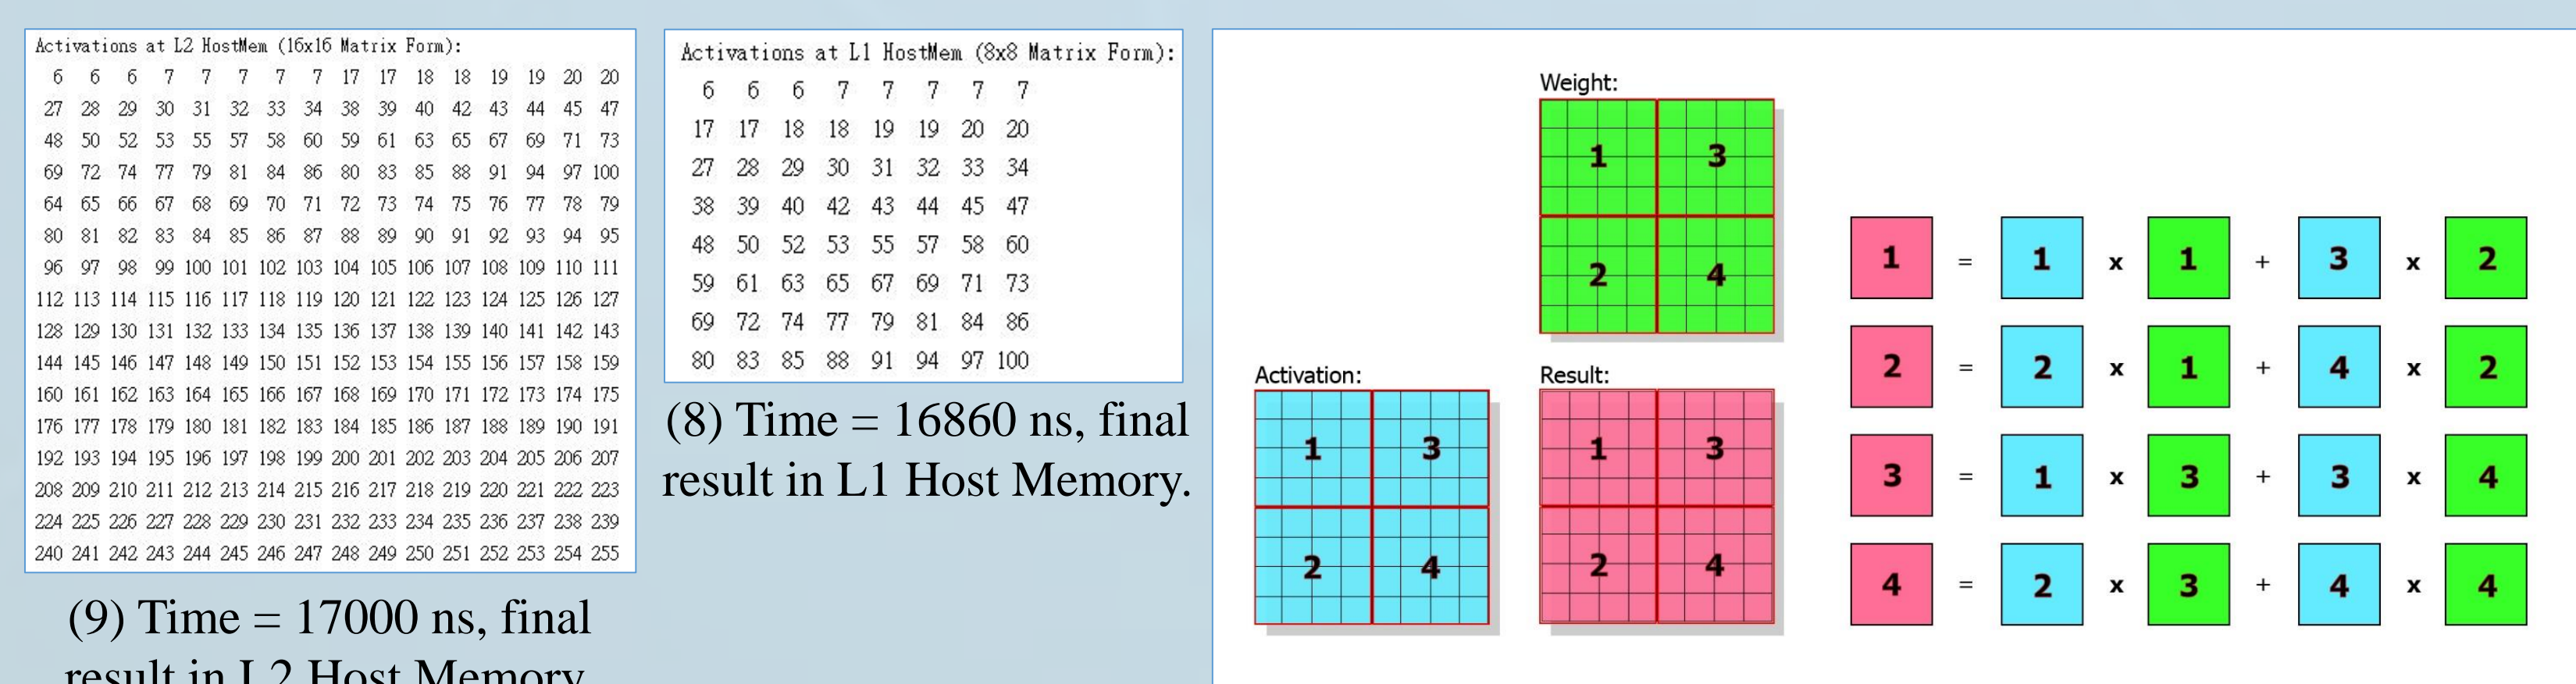 Activations at L2 HostMem (16x16 Matrix Form):
6 6 6 7 7 7 7 7 17 17 18 18 19 19 20 20
27 28 29 30 31 32 33 34 38 39 40 42 43 44 45 47
48 50 52 53 55 57 58 60 59 61 63 65 67 69 71 73
69 72 74 77 79 81 84 86 80 83 85 88 91 94 97 100
64 65 66 67 68 69 70 71 72 73 74 75 76 77 78 79
80 81 82 83 84 85 86 87 88 89 90 91 92 93 94 95
96 97 98 99 100 101 102 103 104 105 106 107 108 109 110 111
112 113 114 115 116 117 118 119 120 121 122 123 124 125 126 127
128 129 130 131 132 133 134 135 136 137 138 139 140 141 142 143
144 145 146 147 148 149 150 151 152 153 154 155 156 157 158 159
160 161 162 163 164 165 166 167 168 169 170 171 172 173 174 175
176 177 178 179 180 181 182 183 184 185 186 187 188 189 190 191
192 193 194 195 196 197 198 199 200 201 202 203 204 205 206 207
208 209 210 211 212 213 214 215 216 217 218 219 220 221 222 223
224 225 226 227 228 229 230 231 232 233 234 235 236 237 238 239
240 241 242 243 244 245 246 247 248 249 250 251 252 253 254 255
(9) Time = 17000 ns, final
result in L2 Host Memory
Activations at L1 HostMem (8x8 Matrix Form):
6 6 6 7 7 7 7 7
17 17 18 18 19 19 20 20
27 28 29 30 31 32 33 34
38 39 40 42 43 44 45 47
48 50 52 53 55 57 58 60
59 61 63 65 67 69 71 73
69 72 74 77 79 81 84 86
80 83 85 88 91 94 97 100
(8) Time = 16860 ns, final
result in L1 Host Memory.
Weight:
1 3
2 4
Activation:
1 3
2 4
Result:
1 3
2 4
1 = 1 x 1 + 3 x 2
2 = 2 x 1 + 4 x 2
3 = 1 x 3 + 3 x 4
4 = 2 x 3 + 4 x 4